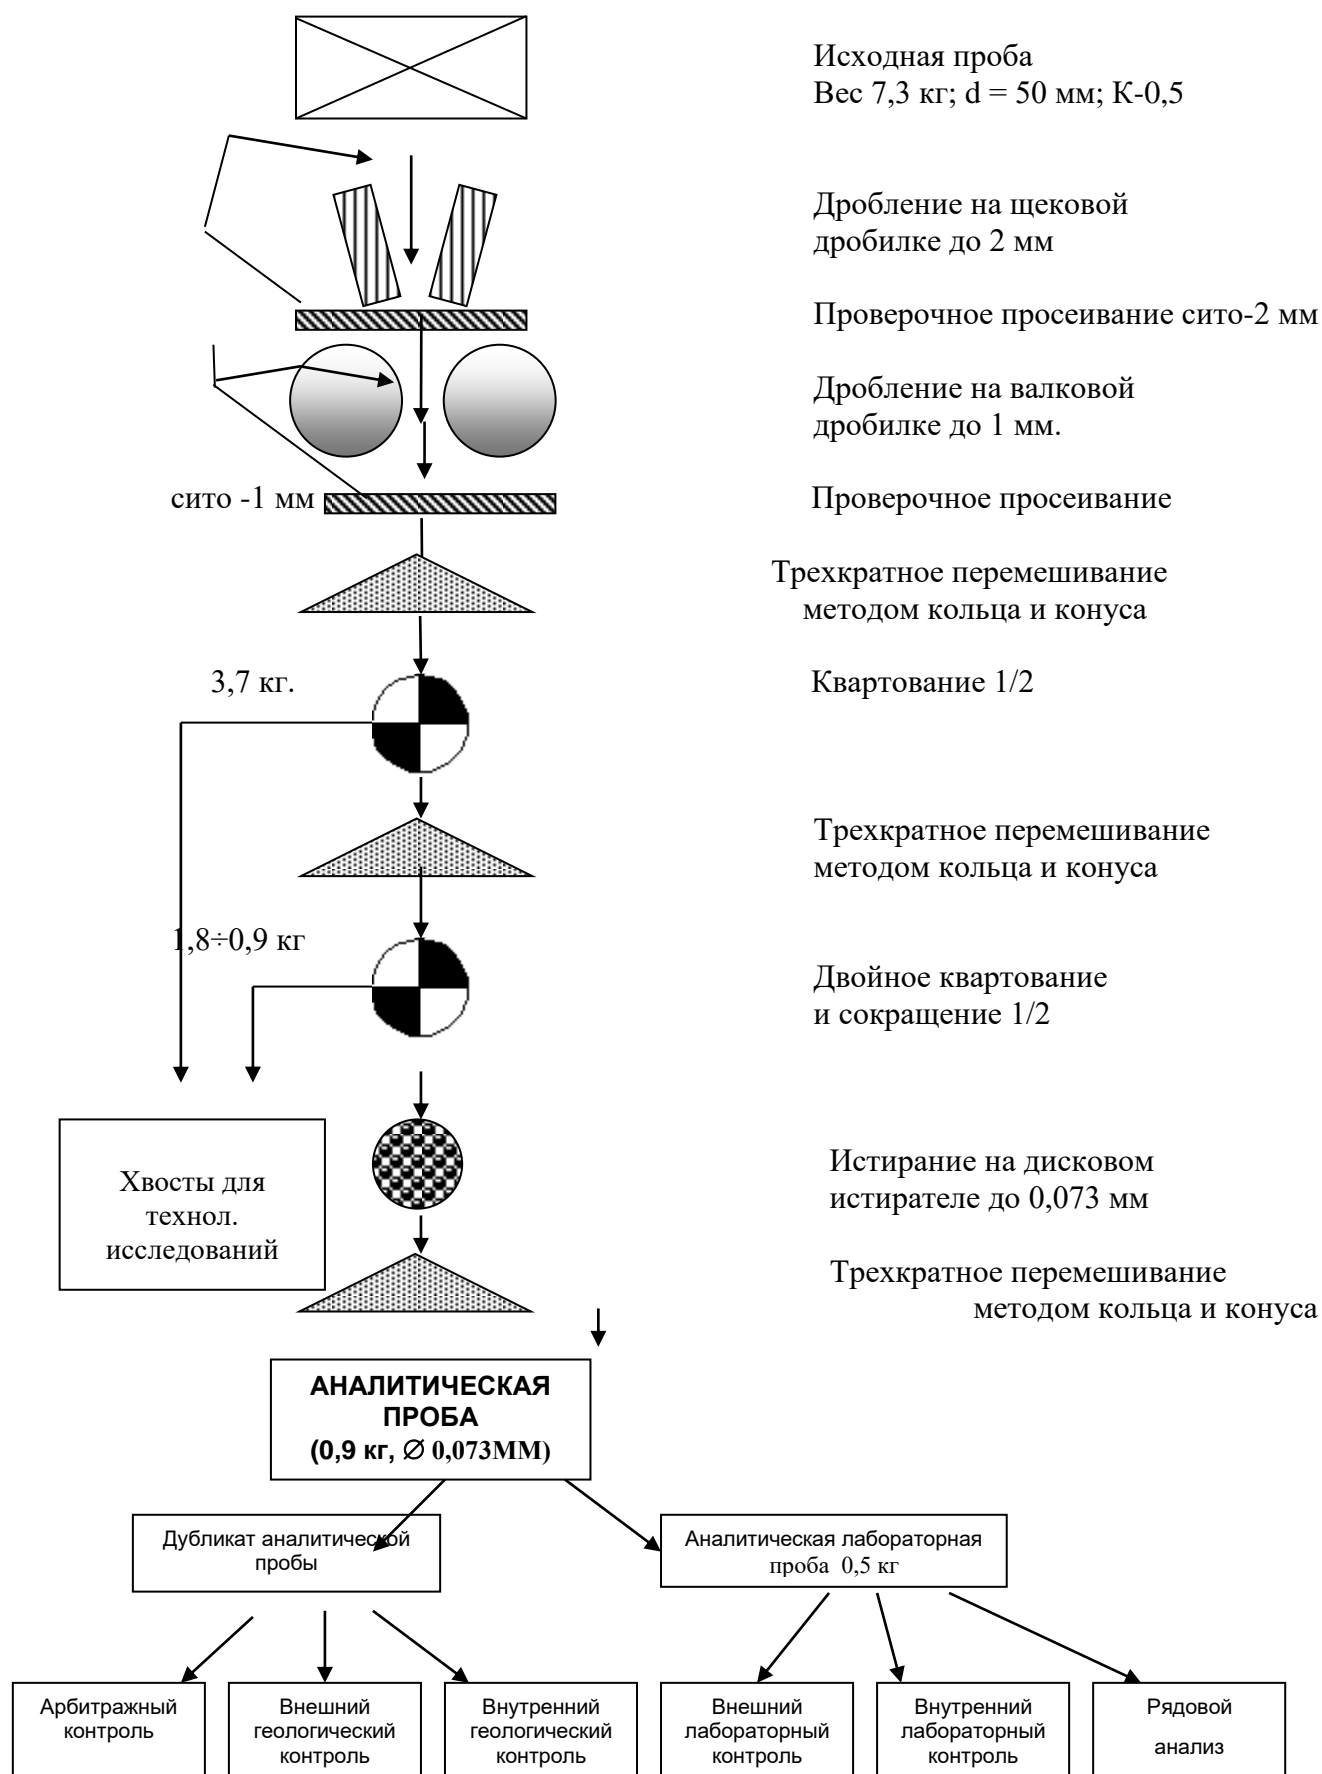 Исходная проба
Вес 7,3 кг; d = 50 мм; К-0,5
Дробление на щековой
дробилке до 2 мм
Проверочное просеивание сито-2 мм
Дробление на валковой
дробилке до 1 мм.
сито -1 мм
Проверочное просеивание
Трехкратное перемешивание
методом кольца и конуса
3,7 кг.
Квартование 1/2
Трехкратное перемешивание
методом кольца и конуса
1,8÷0,9 кг
Двойное квартование
и сокращение 1/2
Хвосты для
технол.
исследований
Истирание на дисковом
истирателе до 0,073 мм
Трехкратное перемешивание
методом кольца и конуса
АНАЛИТИЧЕСКАЯ
ПРОБА
(0,9 кг, ∅ 0,073ММ)
Дубликат аналитической
пробы
Аналитическая лабораторная
проба 0,5 кг
Арбитражный
контроль
Внешний
геологический
контроль
Внутренний
геологический
контроль
Внешний
лабораторный
контроль
Внутренний
лабораторный
контроль
Рядовой
анализ